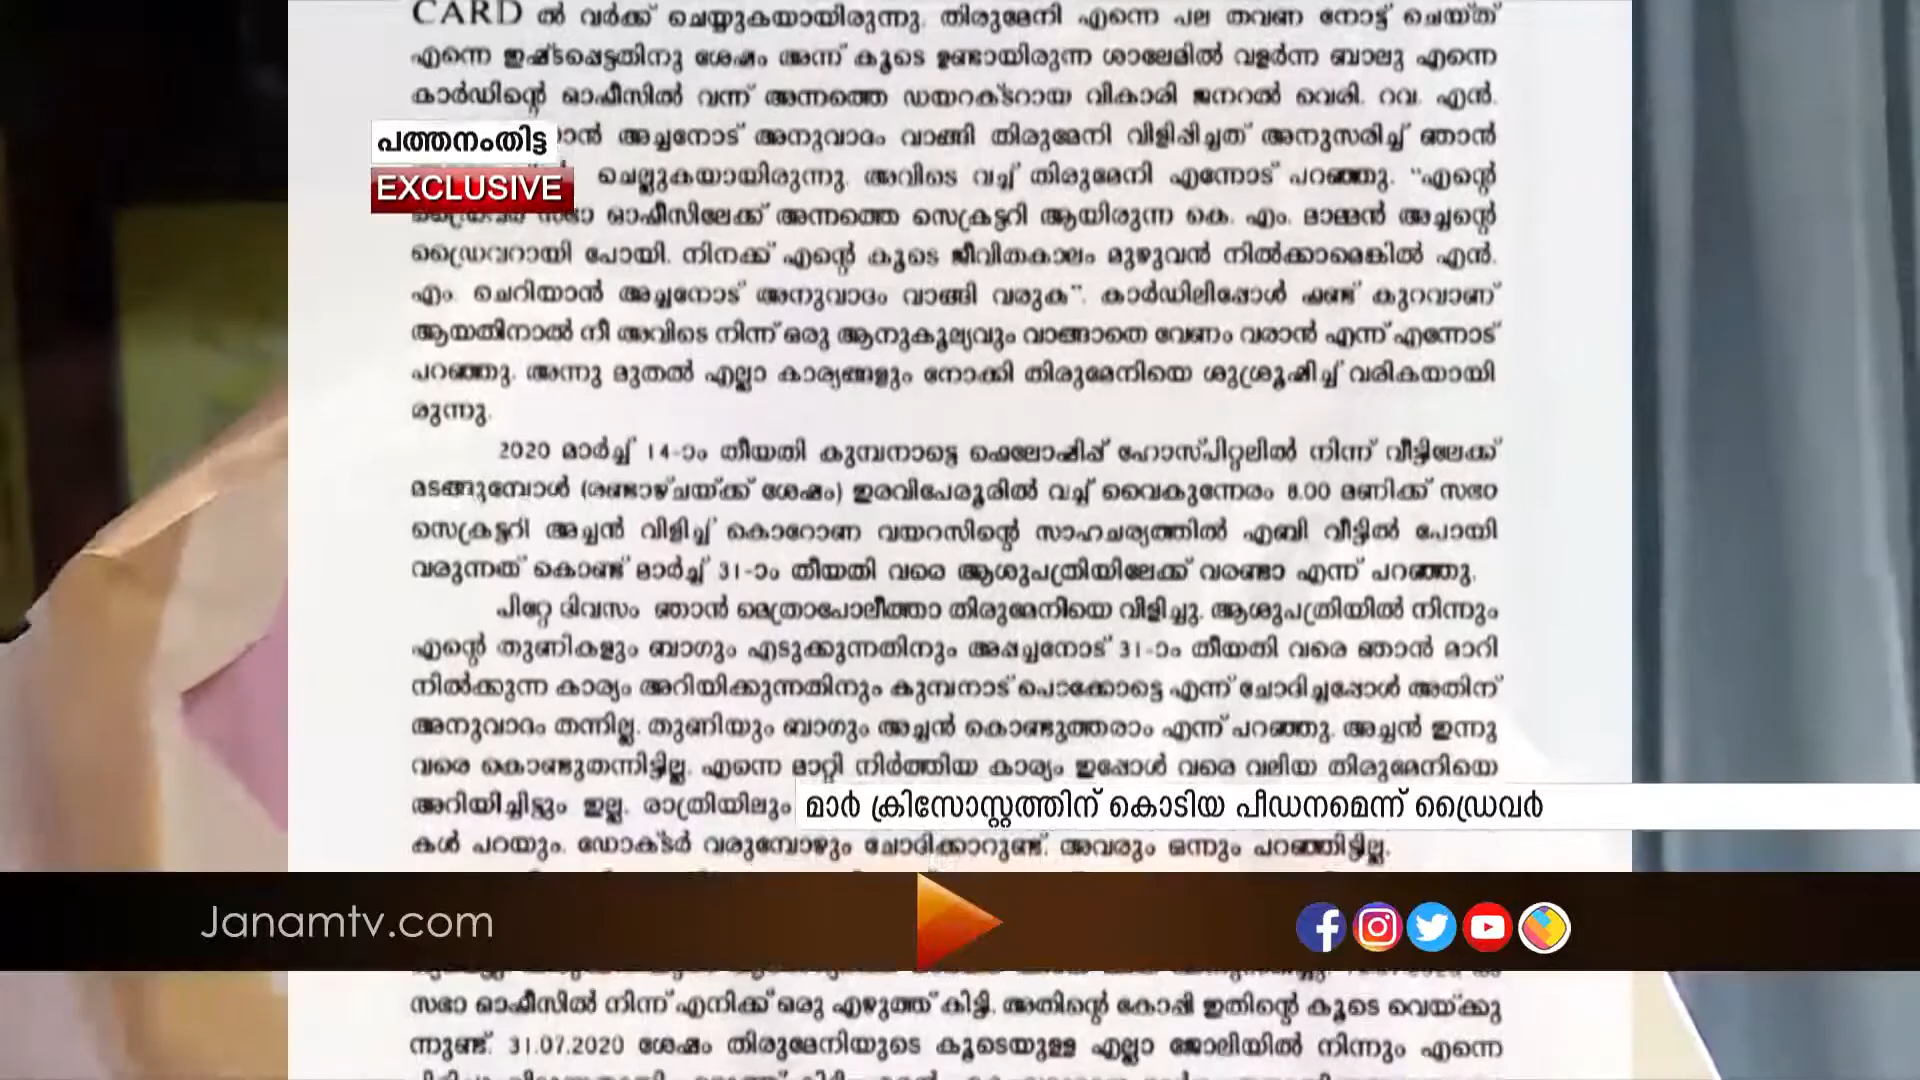 CARD ൽ വർക്ക് ചെയ്യുകയായിരുന്നു. തിരുമേനി എന്നെ പല തവണ നോട്ട് ചെയ്ത്
എന്നെ ഇഷ്ടപ്പെട്ടതിനു ശേഷം അന്ന് കൂടെ ഉണ്ടായിരുന്ന ശാലേമിൽ വളർന്ന ബാലു എന്നെ
കാർഡിന്റെ ഓഫീസിൽ വന്ന് അന്നത്തെ ഡയറക്ടറായ വികാരി ജനറൽ വെരി. റവ. എൻ.
പത്തനംതിട്ട
അച്ചനോട് അനുവാദം വാങ്ങി തിരുമേനി വിളിപ്പിച്ചത് അനുസരിച്ച് ഞാൻ
EXCLUSIVE
ചെല്ലുകയായിരുന്നു. അവിടെ വച്ച് തിരുമേനി എന്നോട് പറഞ്ഞു. "എന്റെ
ഡ്രൈവർ സഭാ ഓഫീസിലേക്ക് അന്നത്തെ സെക്രട്ടറി ആയിരുന്ന കെ. എം. മാമ്മൻ അച്ചന്റെ
ഡ്രൈവറായി പോയി. നിനക്ക് എന്റെ കൂടെ ജീവിതകാലം മുഴുവൻ നിൽക്കാമെങ്കിൽ എൻ.
എം. ചെറിയാൻ അച്ചനോട് അനുവാദം വാങ്ങി വരുക". കാർഡിലിപ്പോൾ ഫണ്ട് കുറവാണ്
ആയതിനാൽ നീ അവിടെ നിന്ന് ഒരു ആനുകൂല്യവും വാങ്ങാതെ വേണം വരാൻ എന്ന് എന്നോട്
പറഞ്ഞു. അന്നു മുതൽ എല്ലാ കാര്യങ്ങളും നോക്കി തിരുമേനിയെ ശുശ്രൂഷിച്ച് വരികയായി
രുന്നു.
2020 മാർച്ച് 14-ാം തീയതി കുമ്പനാട്ടെ ഫെലോഷിപ്പ് ഹോസ്പിറ്റലിൽ നിന്ന് വീട്ടിലേക്ക്
മടങ്ങുമ്പോൾ (രണ്ടാഴ്ചയ്ക്ക് ശേഷം) ഇരവിപേരൂരിൽ വച്ച് വൈകുന്നേരം 8.00 മണിക്ക് സഭാ
സെക്രട്ടറി അച്ചൻ വിളിച്ച് കൊറോണ വയറസിന്റെ സാഹചര്യത്തിൽ എബി വീട്ടിൽ പോയി
വരുന്നത് കൊണ്ട് മാർച്ച് 31-ാം തീയതി വരെ ആശുപത്രിയിലേക്ക് വരണ്ടാ എന്ന് പറഞ്ഞു.
പിറ്റേ ദിവസം ഞാൻ മെത്രാപോലീത്താ തിരുമേനിയെ വിളിച്ചു. ആശുപത്രിയിൽ നിന്നും
എന്റെ തുണികളും ബാഗും എടുക്കുന്നതിനും അപ്പച്ചനോട് 31-ാം തീയതി വരെ ഞാൻ മാറി
നിൽക്കുന്ന കാര്യം അറിയിക്കുന്നതിനും കുമ്പനാട് പൊക്കോട്ടെ എന്ന് ചോദിച്ചപ്പോൾ അതിന്
അനുവാദം തന്നില്ല. തുണിയും ബാഗും അച്ചൻ കൊണ്ടുത്തരാം എന്ന് പറഞ്ഞു. അച്ചൻ ഇന്നു
വരെ കൊണ്ടുതന്നിട്ടില്ല. എന്നെ മാറ്റി നിർത്തിയ കാര്യം ഇപ്പോൾ വരെ വലിയ തിരുമേനിയെ
അറിയിച്ചിട്ടും ഇല്ല. രാത്രിയിലും
മാർ ക്രിസോസ്റ്റത്തിന് കൊടിയ പീഡനമെന്ന് ഡ്രൈവർ
കൾ പറയും. ഡോക്ടർ വരുമ്പോഴും ചോദിക്കാറുണ്ട്. അവരും ഒന്നും പറഞ്ഞിട്ടില്ല.
Janamtv.com
സഭാ ഓഫീസിൽ നിന്ന് എനിക്ക് ഒരു എഴുത്ത് കിട്ടി. അതിന്റെ കോപ്പി ഇതിന്റെ കൂടെ വെയ്ക്കു
ന്നുണ്ട്. 31.07.2020 ശേഷം തിരുമേനിയുടെ കൂടെയുള്ള എല്ലാ ജോലിയിൽ നിന്നും എന്നെ